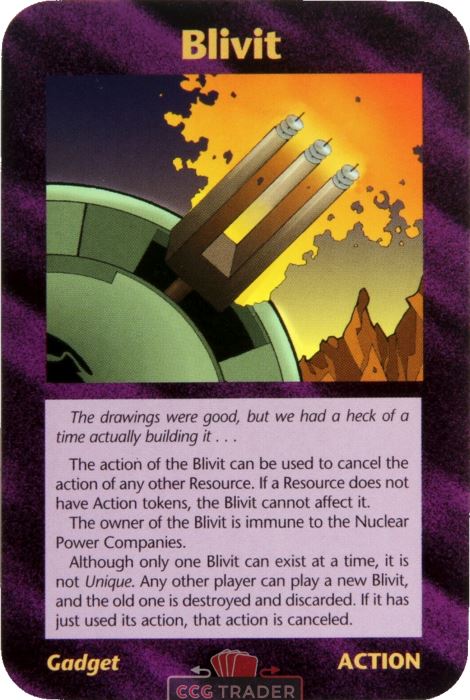 Blivit
The drawings were good, but we had a heck of a
time actually building it . . .
The action of the Blivit can be used to cancel the
action of any other Resource. If a Resource does not
have Action tokens, the Blivit cannot affect it.
The owner of the Blivit is immune to the Nuclear
Power Companies.
Although only one Blivit can exist at a time, it is
not Unique. Any other player can play a new Blivit,
and the old one is destroyed and discarded. If it has
just used its action, that action is canceled.
Gadget
ACTION
CCG TRADER